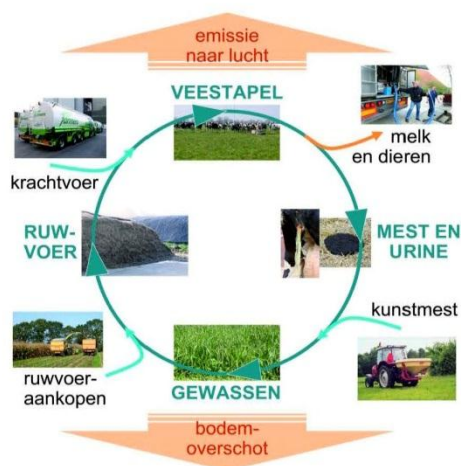 emissie
naar lucht
VEESTAPEL
melk
en dieren
krachtvoer
RUW-
VOER
MEST EN
URINE
kunstmest
ruwvoer-
aankopen
GEWASSEN
bodem-
overschot